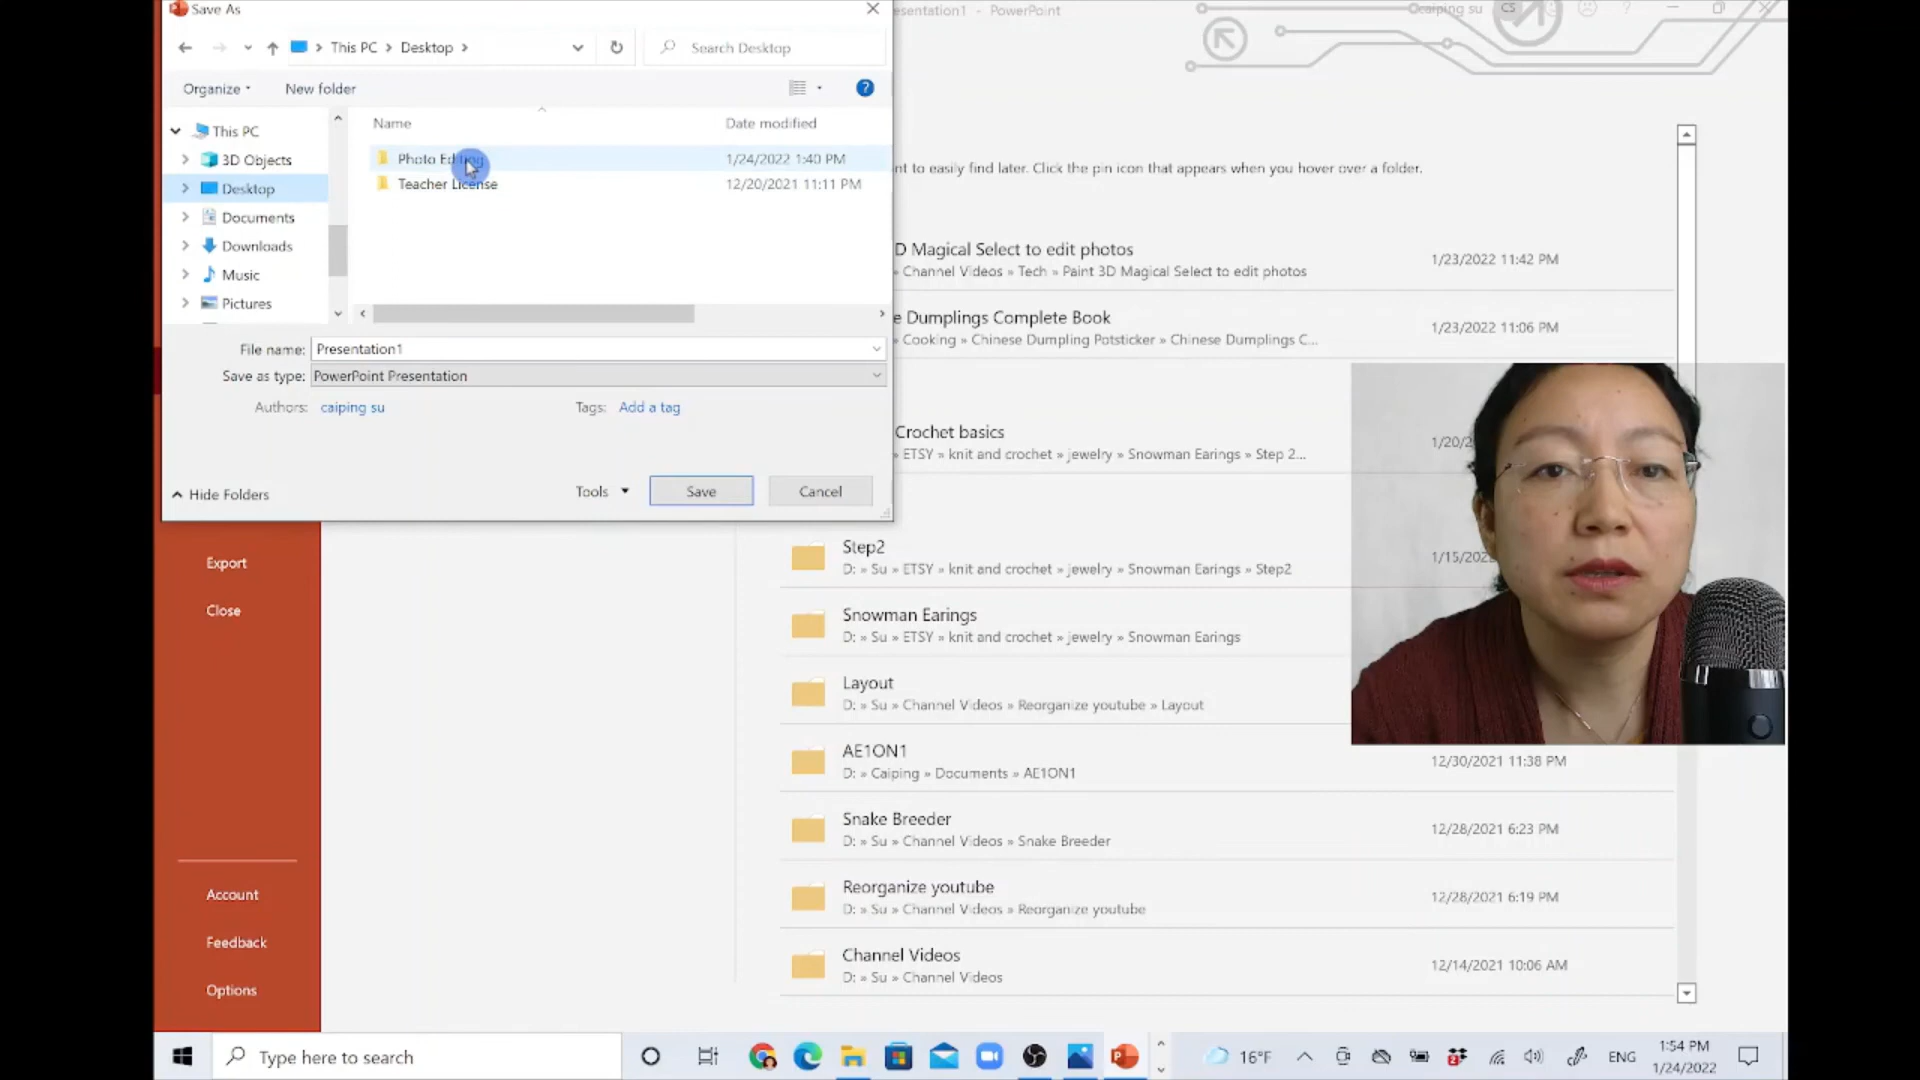 Save As
esentation1 - PowerPoint
caiping su
CS
This PC
Desktop
Search Desktop
Organize
New folder
Name
Date modified
This PC
3D Objects
Desktop
Documents
Downloads
Music
Pictures
Photo Editing
1/24/2022 1:40 PM
Teacher License
12/20/2021 11:11 PM
File name:
Presentation1
Save as type:
PowerPoint Presentation
Authors:
caiping su
Tags:
Add a tag
Hide Folders
Tools
Save
Cancel
nt to easily find later. Click the pin icon that appears when you hover over a folder.
D Magical Select to edit photos
» Channel Videos » Tech » Paint 3D Magical Select to edit photos
1/23/2022 11:42 PM
e Dumplings Complete Book
» Cooking » Chinese Dumpling Potsticker » Chinese Dumplings C...
1/23/2022 11:06 PM
Crochet basics
» ETSY » knit and crochet » jewelry » Snowman Earings » Step 2...
1/20/2
Step2
D: » Su » ETSY » knit and crochet » jewelry » Snowman Earings » Step2
1/15/202
Snowman Earings
D: » Su » ETSY » knit and crochet » jewelry » Snowman Earings
Layout
D: » Su » Channel Videos » Reorganize youtube » Layout
AE1ON1
D: » Caiping » Documents » AE1ON1
12/30/2021 11:38 PM
Snake Breeder
D: » Su » Channel Videos » Snake Breeder
12/28/2021 6:23 PM
Reorganize youtube
D: » Su » Channel Videos » Reorganize youtube
12/28/2021 6:19 PM
Channel Videos
D: » Su » Channel Videos
12/14/2021 10:06 AM
Export
Close
Account
Feedback
Options
Type here to search
16°F
ENG
1:54 PM
1/24/2022